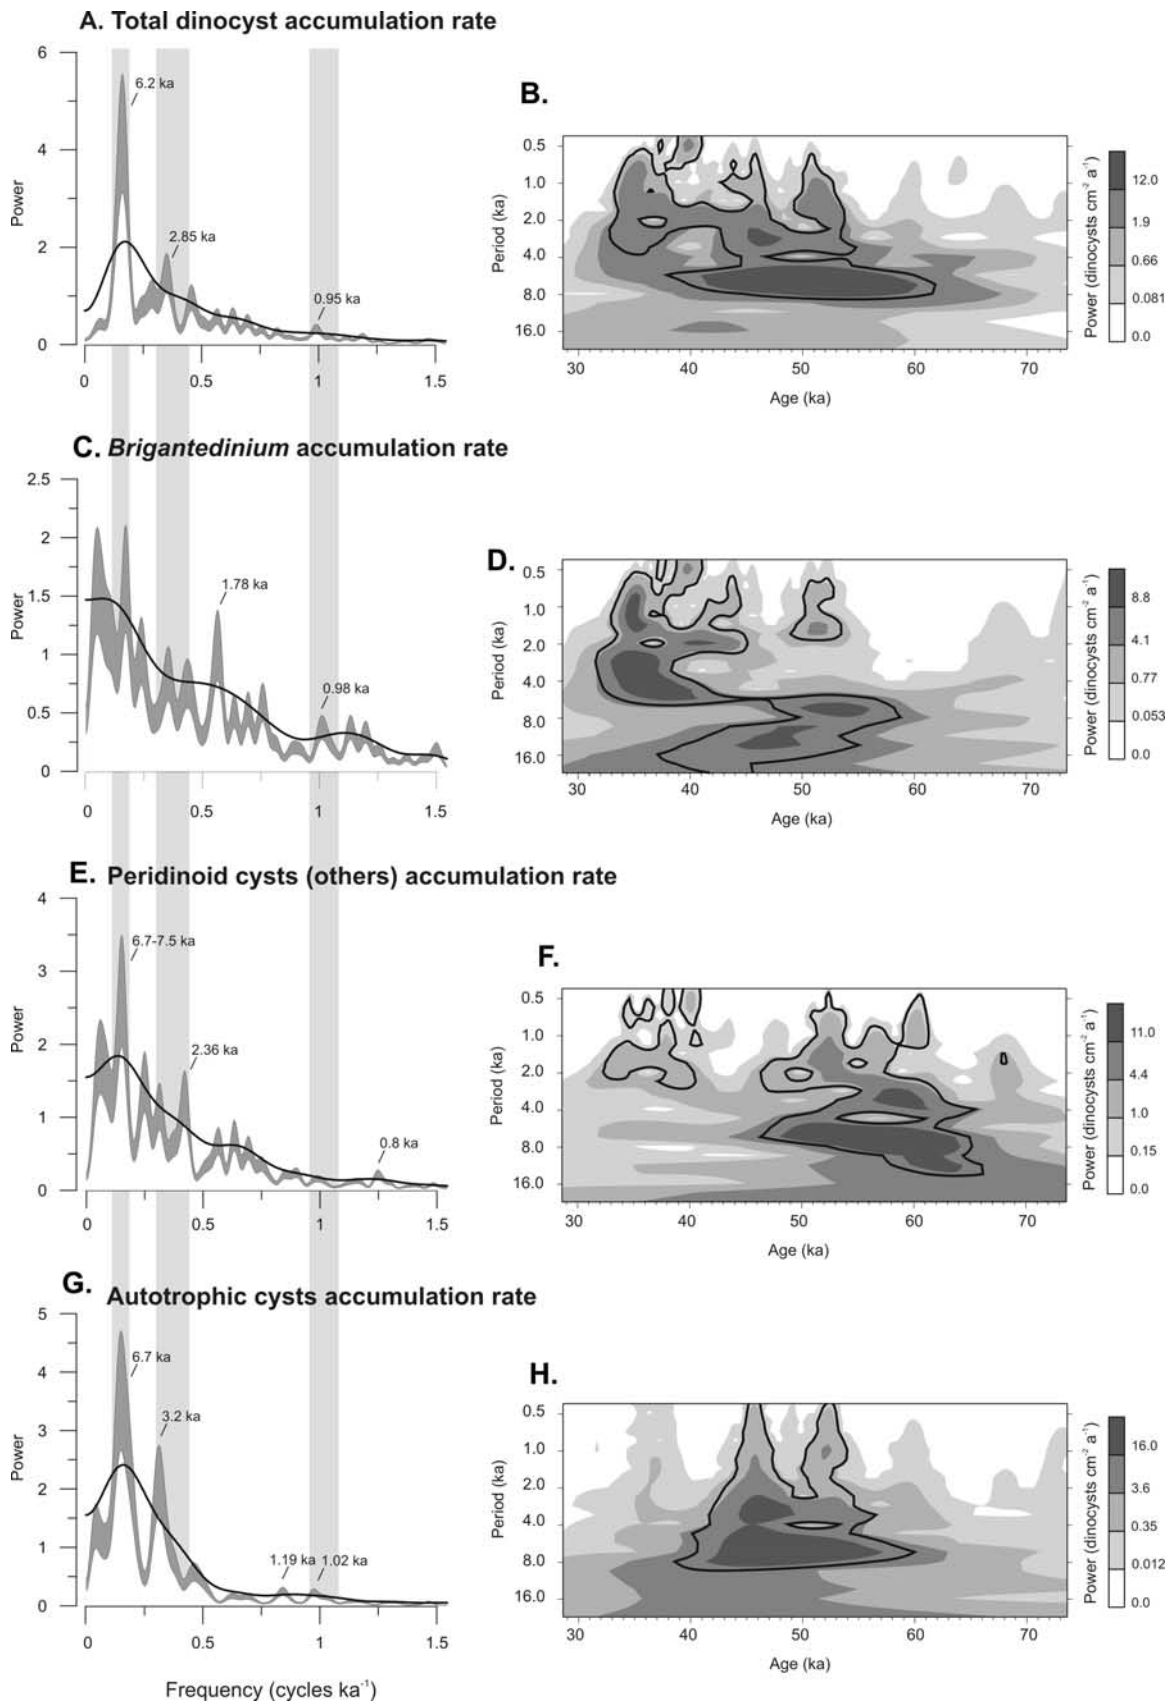 A. Total dinocyst accumulation rate
6
4
2
0
Power
6.2 ka
2.85 ka
0.95 ka
0 0.5 1 1.5
B.
0.5
1.0
2.0
4.0
8.0
16.0
Period (ka)
30 40 50 60 70
Age (ka)
12.0
1.9
0.66
0.081
0.0
Power (dinocysts cm⁻² a⁻¹)
C. Brigantedinium accumulation rate
2.5
2
1.5
1
0.5
0
Power
1.78 ka
0.98 ka
0 0.5 1 1.5
D.
0.5
1.0
2.0
4.0
8.0
16.0
Period (ka)
30 40 50 60 70
Age (ka)
8.8
4.1
0.77
0.053
0.0
Power (dinocysts cm⁻² a⁻¹)
E. Peridinoid cysts (others) accumulation rate
4
3
2
1
0
Power
6.7-7.5 ka
2.36 ka
0.8 ka
0 0.5 1 1.5
F.
0.5
1.0
2.0
4.0
8.0
16.0
Period (ka)
30 40 50 60 70
Age (ka)
11.0
4.4
1.0
0.15
0.0
Power (dinocysts cm⁻² a⁻¹)
G. Autotrophic cysts accumulation rate
5
4
3
2
1
0
Power
6.7 ka
3.2 ka
1.19 ka
1.02 ka
0 0.5 1 1.5
Frequency (cycles ka⁻¹)
H.
0.5
1.0
2.0
4.0
8.0
16.0
Period (ka)
30 40 50 60 70
Age (ka)
16.0
3.6
0.35
0.012
0.0
Power (dinocysts cm⁻² a⁻¹)